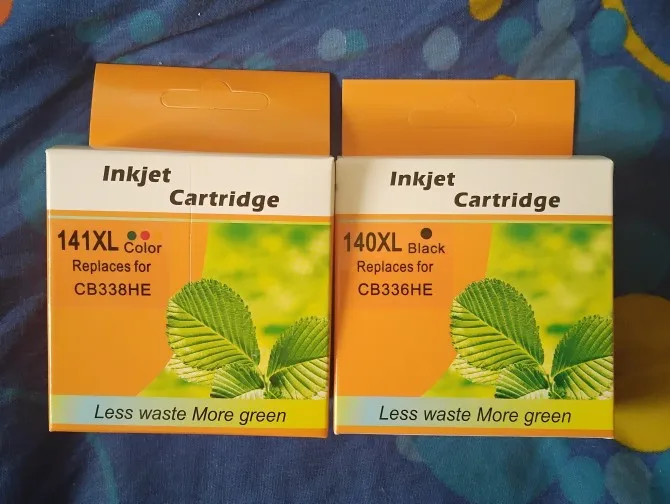 Inkjet
Cartridge
141XL Color
Replaces for
CB338HE
Less waste More green
Inkjet
Cartridge
140XL Black
Replaces for
CB336HE
Less waste More green